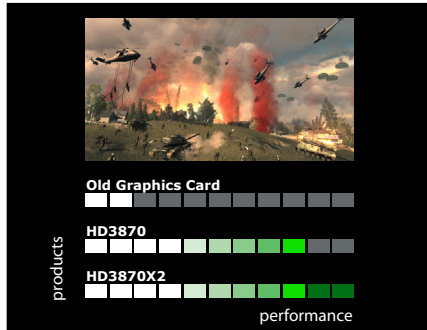 Old Graphics Card
HD3870
HD3870X2
products
performance